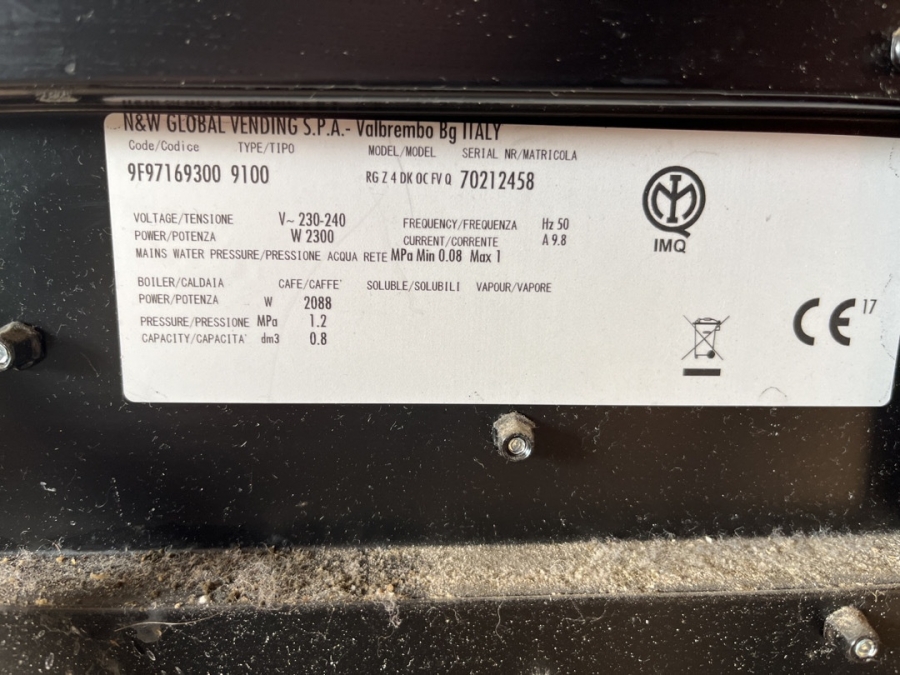 N&W GLOBAL VENDING S.P.A.- Valbrembo Bg ITALY
Code/Codice TYPE/TIPO MODEL/MODEL SERIAL NR/MATRICOLA
9F97169300 9100 RG Z 4 DK OC FV Q 70212458
VOLTAGE/TENSIONE V~ 230-240 FREQUENCY/FREQUENZA Hz 50
POWER/POTENZA W 2300 CURRENT/CORRENTE A 9.8
MAINS WATER PRESSURE/PRESSIONE ACQUA RETE MPa Min 0.08 Max 1
BOILER/CALDAIA CAFE/CAFFE' SOLUBLE/SOLUBILI VAPOUR/VAPORE
POWER/POTENZA W 2088
PRESSURE/PRESSIONE MPa 1.2
CAPACITY/CAPACITA' dm3 0.8
IMQ
CE 17